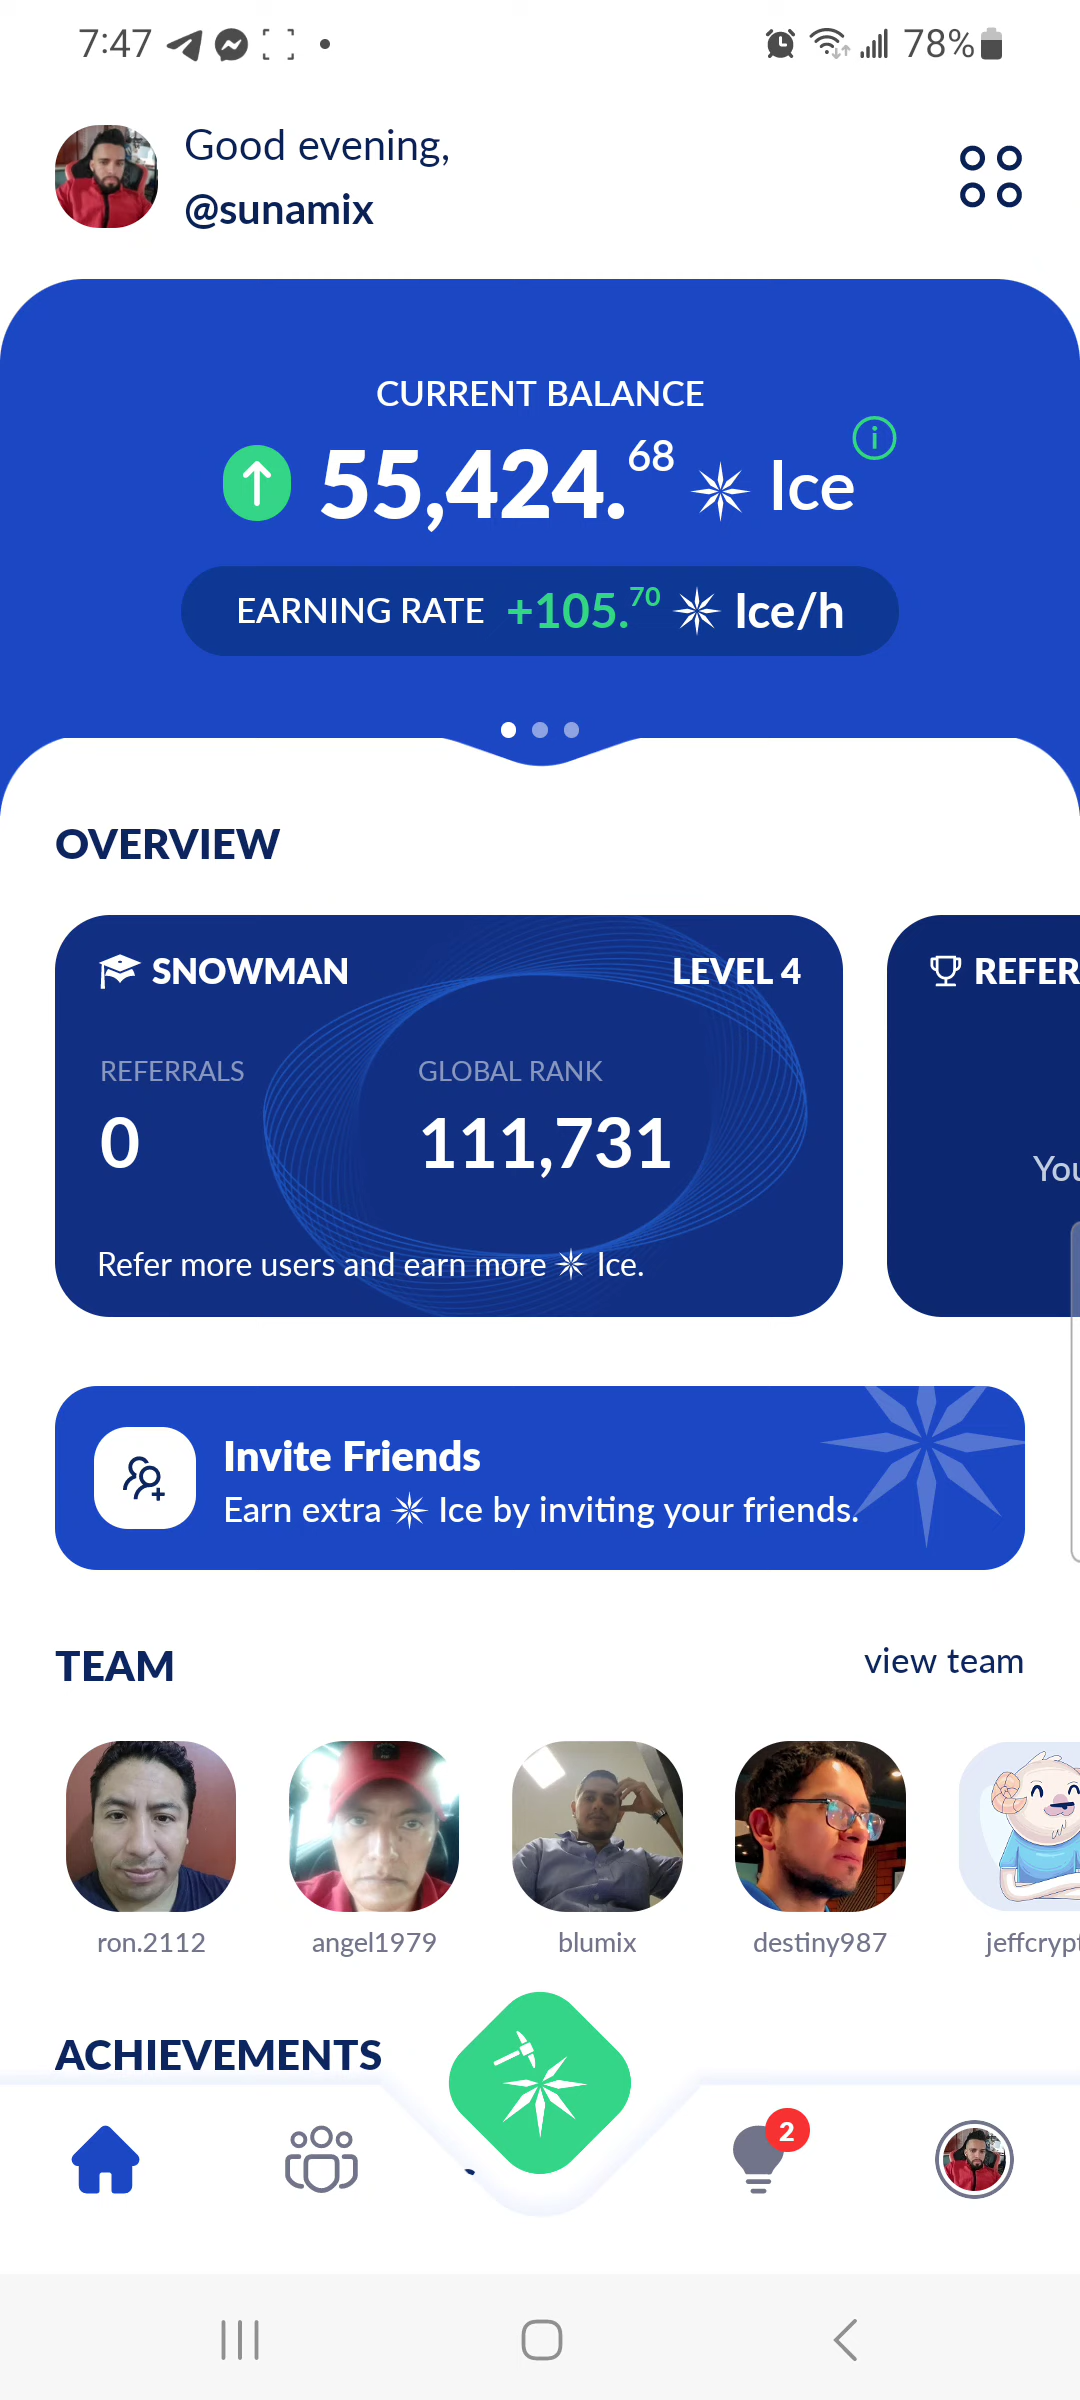 7:47
78%
Good evening,
@sunamix
CURRENT BALANCE
55,424.68 Ice
EARNING RATE +105.70 Ice/h
OVERVIEW
SNOWMAN LEVEL 4
REFER
REFERRALS GLOBAL RANK
0 111,731
You
Refer more users and earn more Ice.
Invite Friends
Earn extra Ice by inviting your friends.
TEAM view team
ron.2112 angel1979 blumix destiny987 jeffcrypt
ACHIEVEMENTS
2